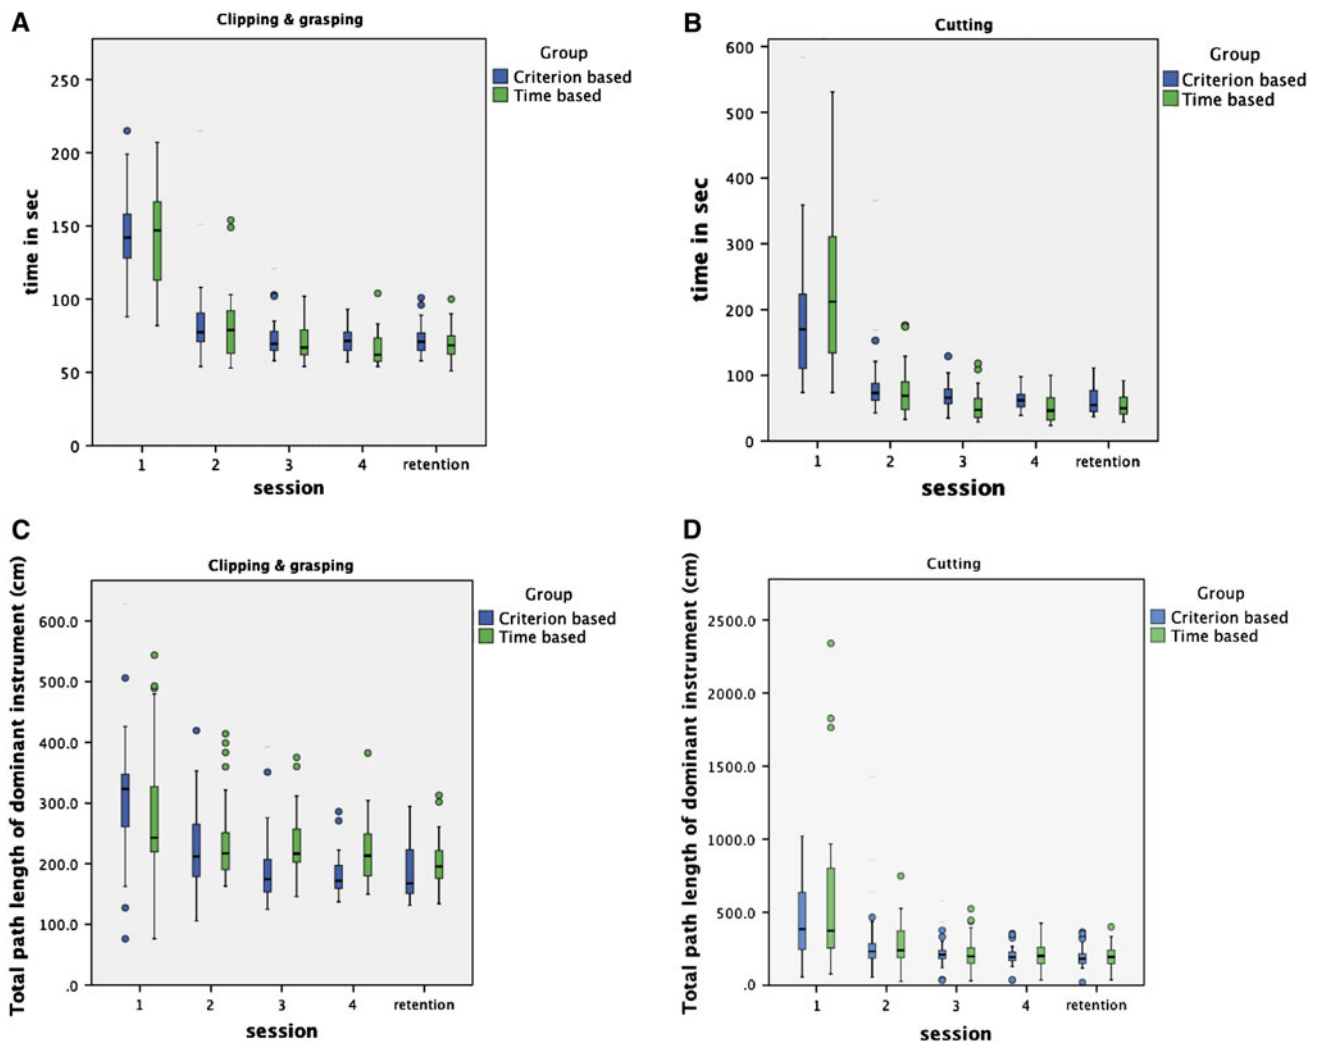 A
Clipping & grasping
time in sec
250
200
150
100
50
0
1 2 3 4 retention
session
Group
Criterion based
Time based
B
Cutting
time in sec
600
500
400
300
200
100
0
1 2 3 4 retention
session
Group
Criterion based
Time based
C
Clipping & grasping
Total path length of dominant instrument (cm)
600.0
500.0
400.0
300.0
200.0
100.0
.0
1 2 3 4 retention
session
Group
Criterion based
Time based
D
Cutting
Total path length of dominant instrument (cm)
2500.0
2000.0
1500.0
1000.0
500.0
.0
1 2 3 4 retention
session
Group
Criterion based
Time based